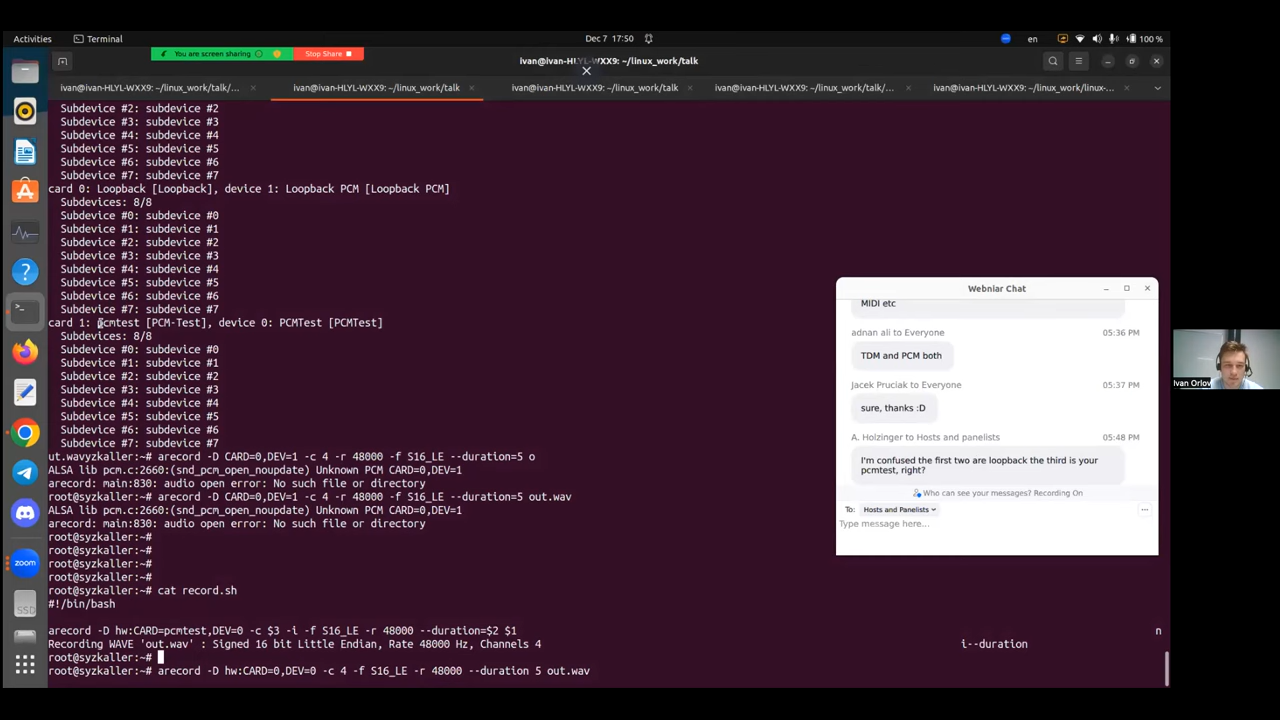 Activities
Terminal
Dec 7 17:50
en
100 %
You are screen sharing
Stop Share
ivan@ivan-HLYL-WXX9: ~/linux_work/talk
ivan@ivan-HLYL-WXX9: ~/linux_work/talk/...
ivan@ivan-HLYL-WXX9: ~/linux_work/talk
ivan@ivan-HLYL-WXX9: ~/linux_work/talk
ivan@ivan-HLYL-WXX9: ~/linux_work/talk/...
ivan@ivan-HLYL-WXX9: ~/linux_work/linux-...
Subdevice #2: subdevice #2
Subdevice #3: subdevice #3
Subdevice #4: subdevice #4
Subdevice #5: subdevice #5
Subdevice #6: subdevice #6
Subdevice #7: subdevice #7
card 0: Loopback [Loopback], device 1: Loopback PCM [Loopback PCM]
Subdevices: 8/8
Subdevice #0: subdevice #0
Subdevice #1: subdevice #1
Subdevice #2: subdevice #2
Subdevice #3: subdevice #3
Subdevice #4: subdevice #4
Subdevice #5: subdevice #5
Subdevice #6: subdevice #6
Subdevice #7: subdevice #7
card 1: pcmtest [PCM-Test], device 0: PCMTest [PCMTest]
Subdevices: 8/8
Subdevice #0: subdevice #0
Subdevice #1: subdevice #1
Subdevice #2: subdevice #2
Subdevice #3: subdevice #3
Subdevice #4: subdevice #4
Subdevice #5: subdevice #5
Subdevice #6: subdevice #6
Subdevice #7: subdevice #7
ut.wavyzkaller:~# arecord -D CARD=0,DEV=1 -c 4 -r 48000 -f S16_LE --duration=5 o
ALSA lib pcm.c:2660:(snd_pcm_open_noupdate) Unknown PCM CARD=0,DEV=1
arecord: main:830: audio open error: No such file or directory
root@syzkaller:~# arecord -D CARD=0,DEV=1 -c 4 -r 48000 -f S16_LE --duration=5 out.wav
ALSA lib pcm.c:2660:(snd_pcm_open_noupdate) Unknown PCM CARD=0,DEV=1
arecord: main:830: audio open error: No such file or directory
root@syzkaller:~#
root@syzkaller:~#
root@syzkaller:~#
root@syzkaller:~#
root@syzkaller:~# cat record.sh
#!/bin/bash
arecord -D hw:CARD=pcmtest,DEV=0 -c $3 -i -f S16_LE -r 48000 --duration=$2 $1 n
Recording WAVE 'out.wav' : Signed 16 bit Little Endian, Rate 48000 Hz, Channels 4 i--duration
root@syzkaller:~#
root@syzkaller:~# arecord -D hw:CARD=0,DEV=0 -c 4 -f S16_LE -r 48000 --duration 5 out.wav
Webniar Chat
MIDI etc
adnan ali to Everyone 05:36 PM
TDM and PCM both
Jacek Pruciak to Everyone 05:37 PM
sure, thanks :D
A. Holzinger to Hosts and panelists 05:48 PM
I'm confused the first two are loopback the third is your
pcmtest, right?
Who can see your messages? Recording On
To: Hosts and Panelists
Type message here...
Ivan Orlov
zoom
SSD